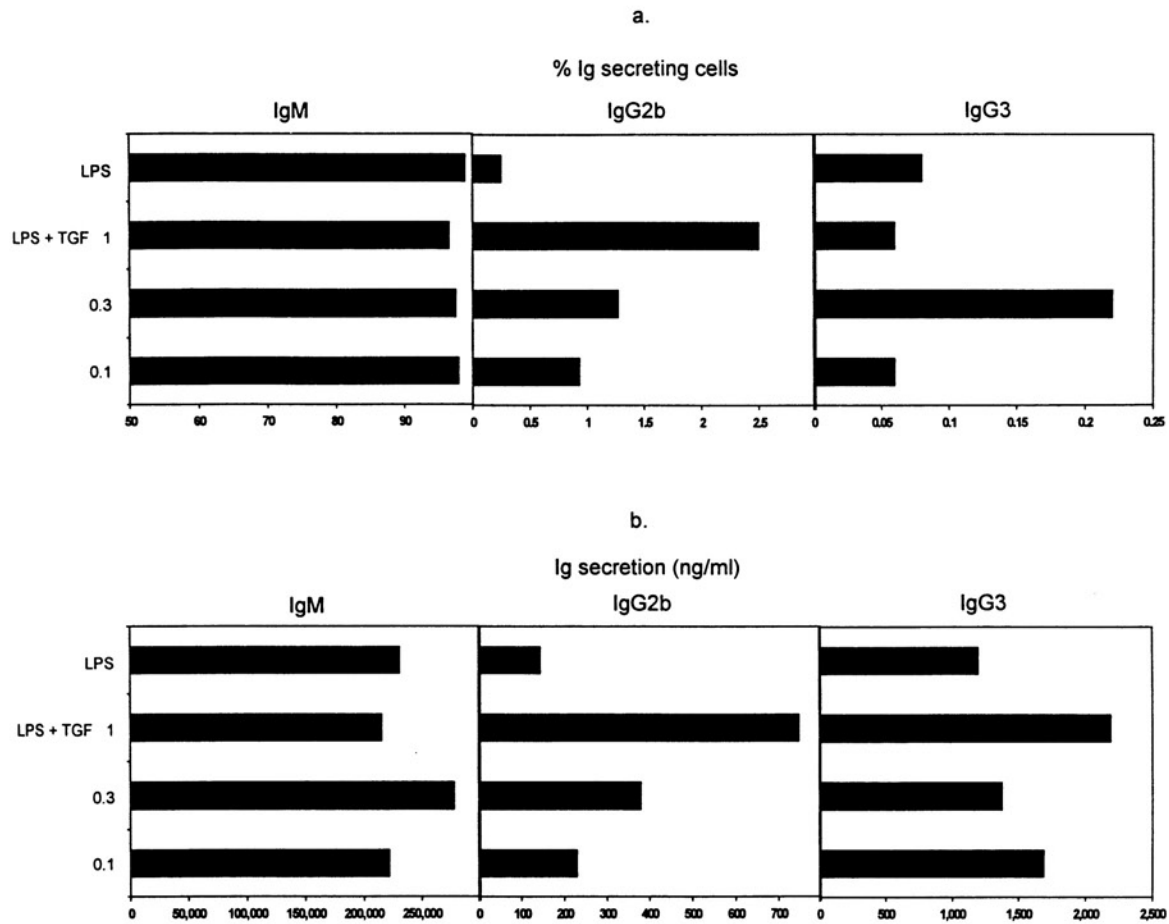 a.
% Ig secreting cells
IgM IgG2b IgG3
LPS
LPS + TGF 1
0.3
0.1
50 60 70 80 90 0 0.5 1 1.5 2 2.5 0 0.05 0.1 0.15 0.2 0.25
b.
Ig secretion (ng/ml)
IgM IgG2b IgG3
LPS
LPS + TGF 1
0.3
0.1
0 50,000 100,000 150,000 200,000 250,000 0 100 200 300 400 500 600 700 0 500 1,000 1,500 2,000